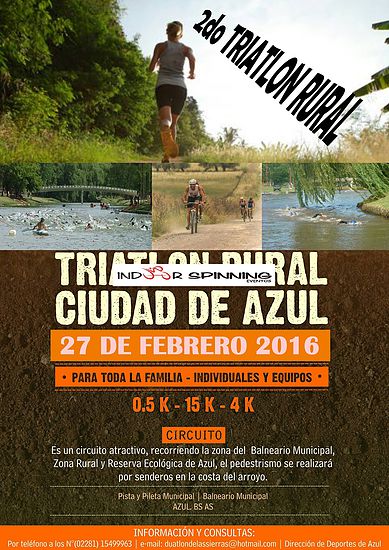 2do TRIATLON RURAL
TRIATLON RURAL
INDOOR SPINNING
EVENTOS
CIUDAD DE AZUL
27 DE FEBRERO 2016
• PARA TODA LA FAMILIA - INDIVIDUALES Y EQUIPOS •
0.5 K - 15 K - 4 K
CIRCUITO
Es un circuito atractivo, recorriendo la zona del Balneario Municipal,
Zona Rural y Reserva Ecológica de Azul, el pedestrismo se realizará
por senderos en la costa del arroyo.
Pista y Pileta Municipal | Balneario Municipal
AZUL. BS AS
INFORMACIÓN Y CONSULTAS:
Por teléfono a los N°(02281) 15499963 | e-mail: duatlondelassierras@hotmail.com | Dirección de Deportes de Azul